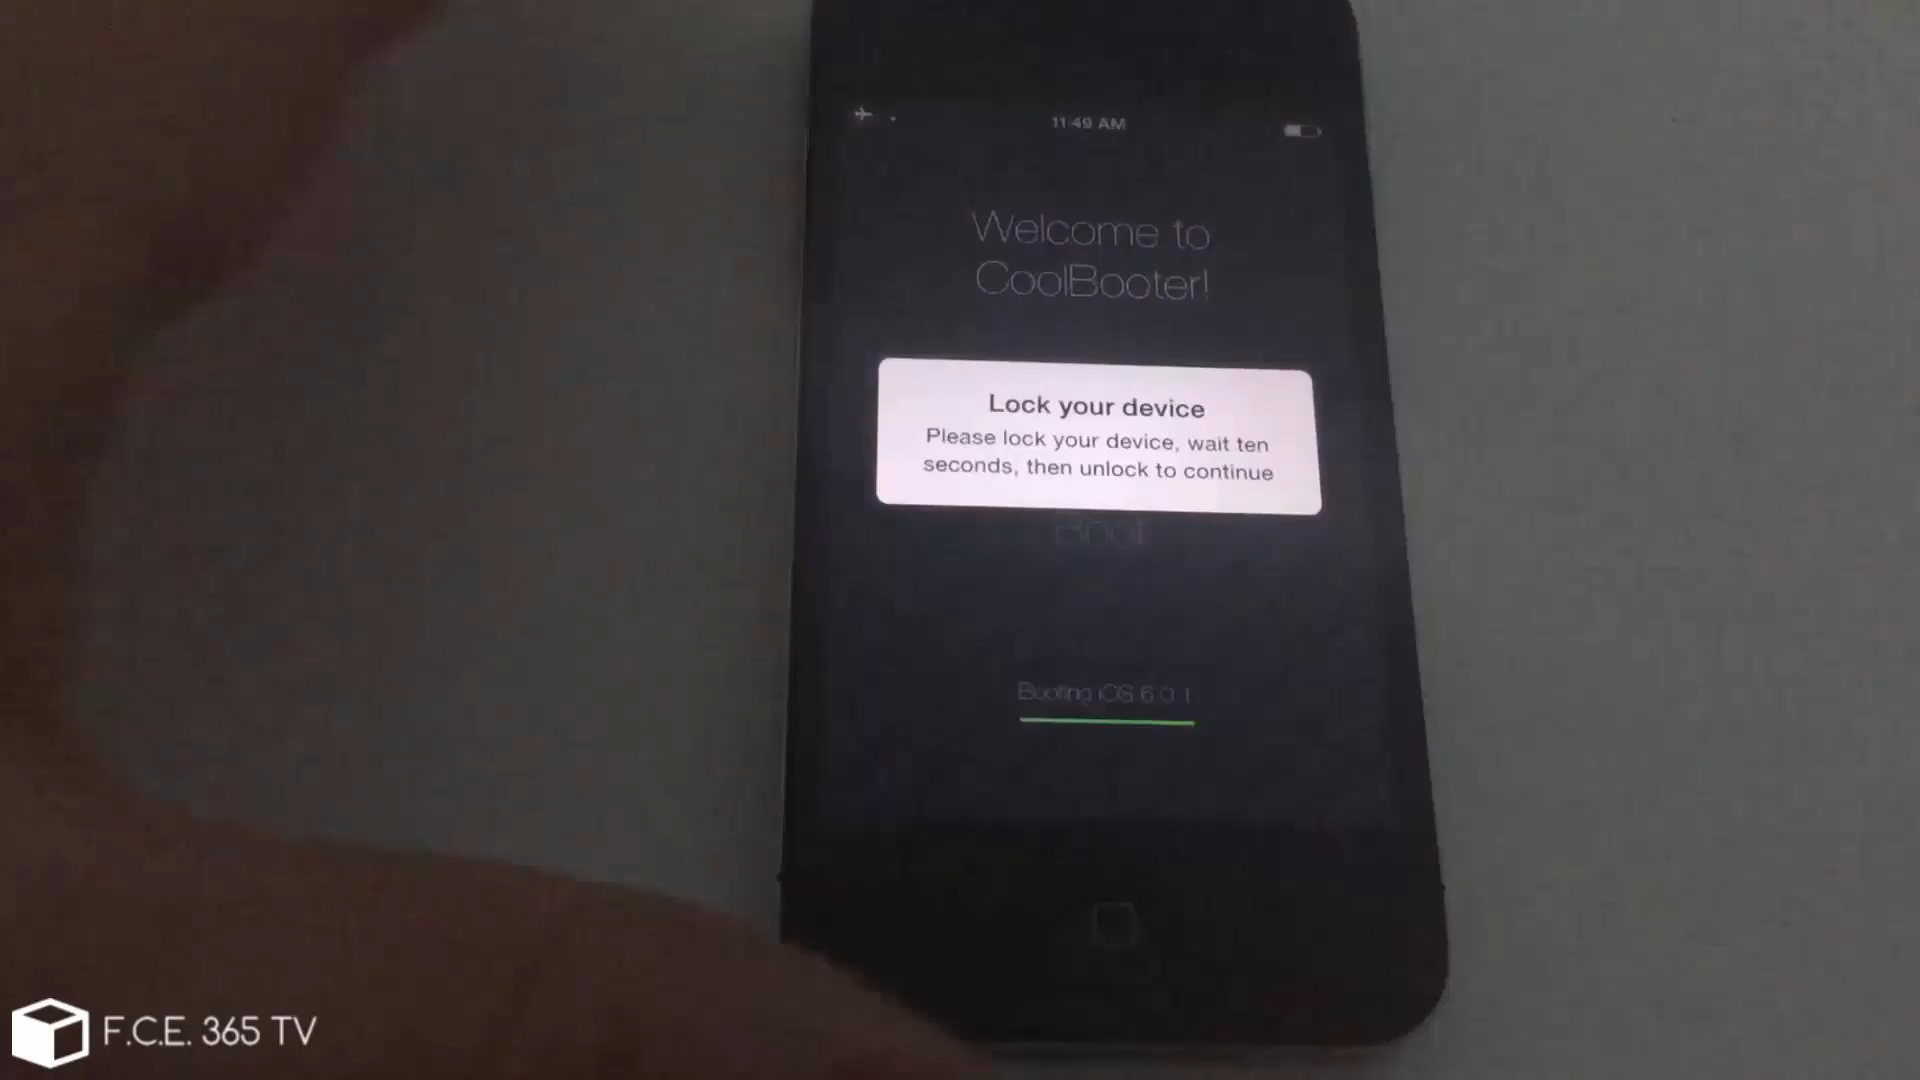 11:49 AM
Welcome to
CoolBooter!
Lock your device
Please lock your device, wait ten
seconds, then unlock to continue
Boot
Booting iOS 6.0.1
F.C.E. 365 TV